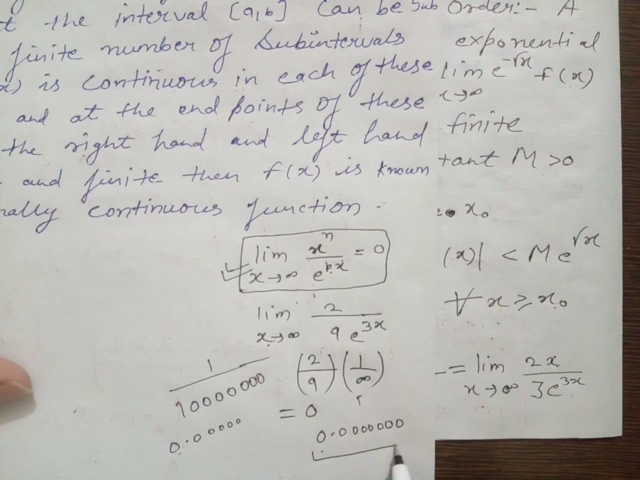 the interval [a,b] can be sub
finite number of subintervals
x) is continuous in each of these
and at the end points of these
the right hand and left hand
and finite then f(x) is known
nally continuous function.
lim x→∞ x^n / e^{bx} = 0
lim x→∞ 2 / 9 e^{3x}
(2/9) (1/∞)
= 0
1 / 10000000
0.00000
0.0000000
Order:- A
exponential
lim x→∞ e^{-rx} f(x)
finite
tant M>0
x₀
(x)| < M e^{rx}
∀ x ≥ x₀
= lim x→∞ 2x / 3e^{3x}